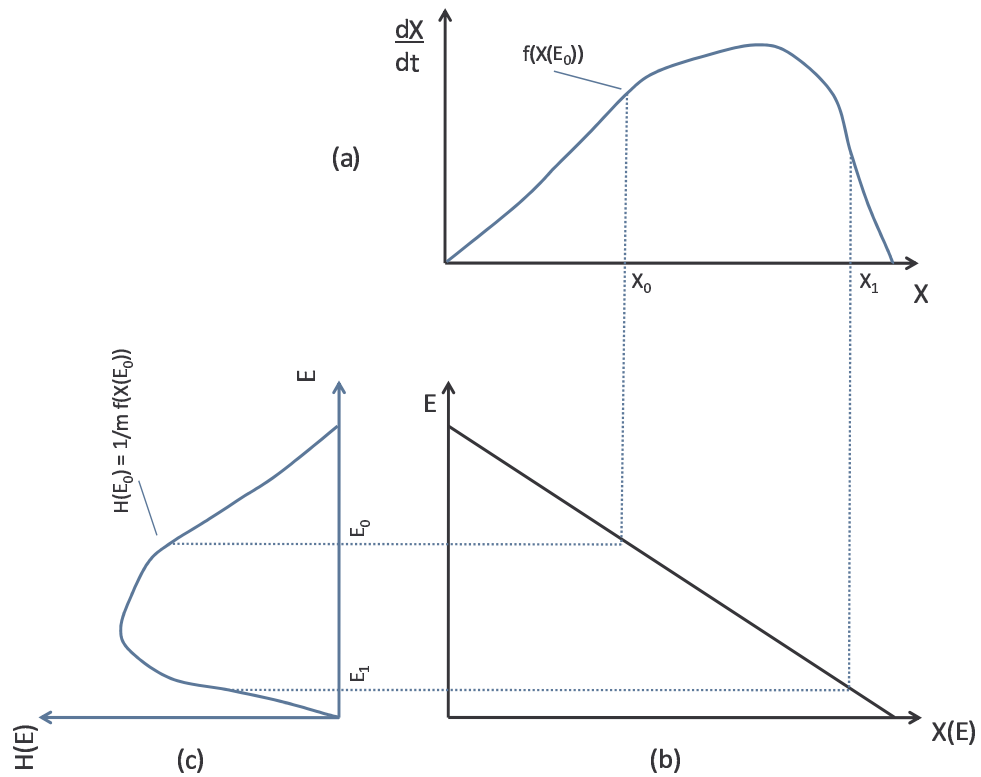 dX
dt
f(X(E₀))
(a)
X₀
X₁
X
H(E₀) = 1/m f(X(E₀))
E
E
E₀
E₁
H(E)
(c)
(b)
X(E)